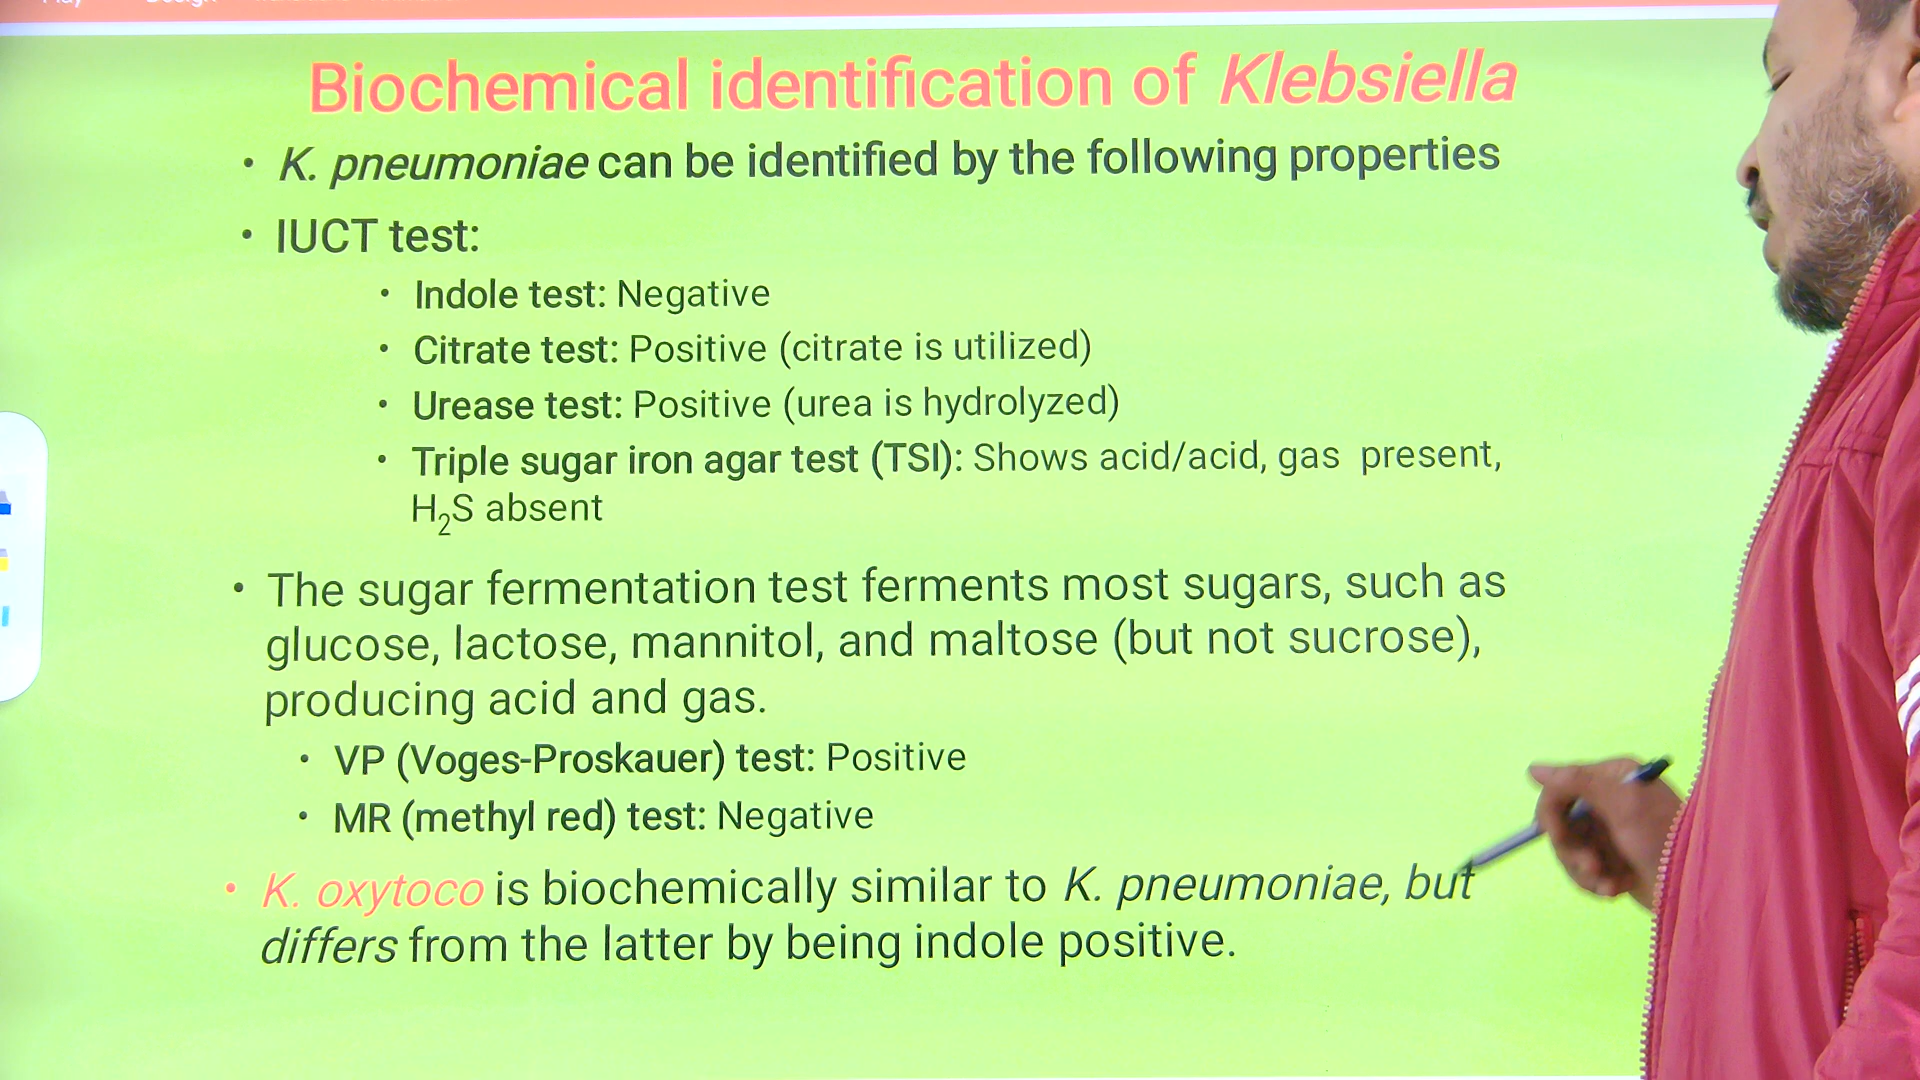 Biochemical identification of Klebsiella
• K. pneumoniae can be identified by the following properties
• IUCT test:
• Indole test: Negative
• Citrate test: Positive (citrate is utilized)
• Urease test: Positive (urea is hydrolyzed)
• Triple sugar iron agar test (TSI): Shows acid/acid, gas present,
H₂S absent
• The sugar fermentation test ferments most sugars, such as
glucose, lactose, mannitol, and maltose (but not sucrose),
producing acid and gas.
• VP (Voges-Proskauer) test: Positive
• MR (methyl red) test: Negative
• K. oxytoco is biochemically similar to K. pneumoniae, but
differs from the latter by being indole positive.